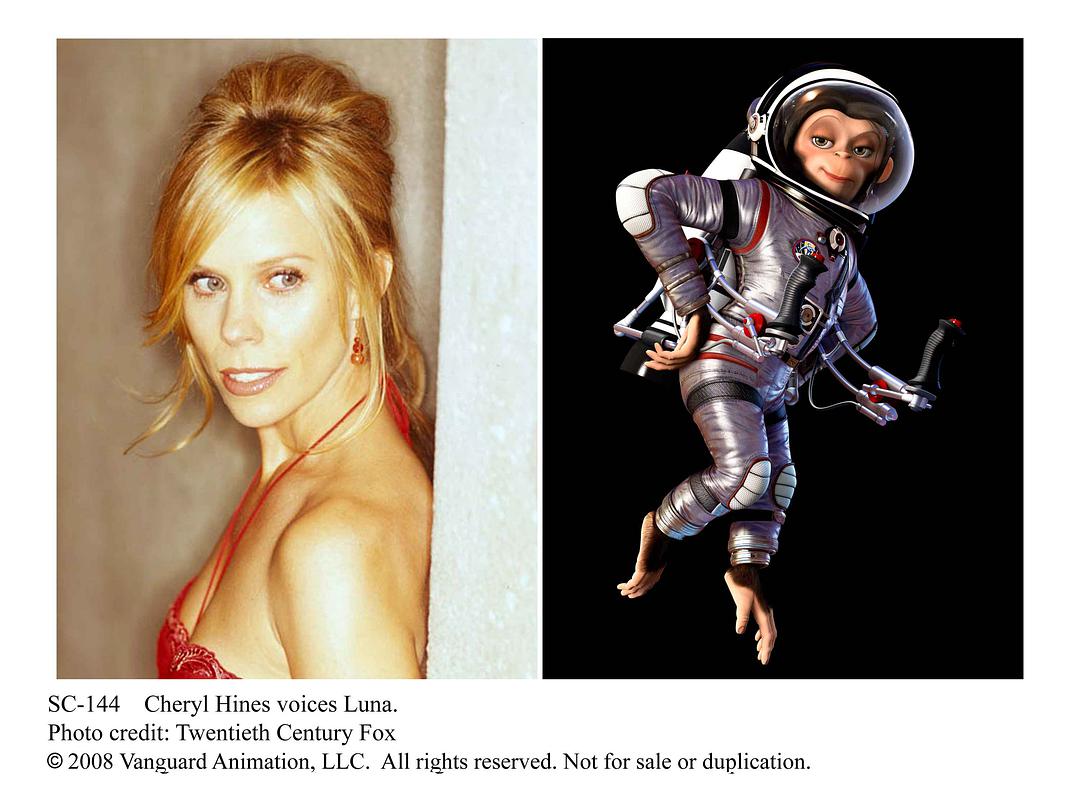 SC-144    Cheryl Hines voices Luna.
Photo credit: Twentieth Century Fox
© 2008 Vanguard Animation, LLC.  All rights reserved. Not for sale or duplication.